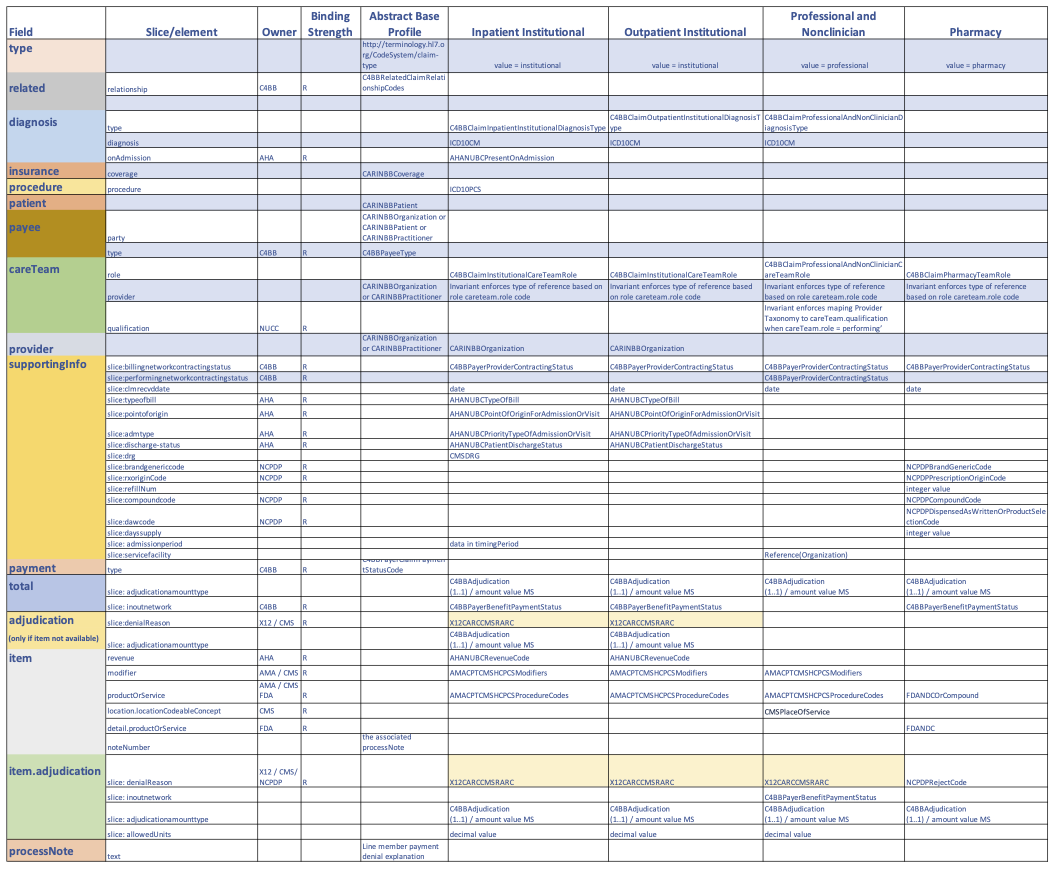 Field Slice/element Owner Binding Strength Abstract Base Profile Inpatient Institutional Outpatient Institutional Professional and Nonclinician Pharmacy
type http://terminology.hl7.org/CodeSystem/claim-type value = institutional value = institutional value = professional value = pharmacy
related relationship C4BB R C4BBRelatedClaimRelationshipCodes
diagnosis type C4BBClaimInpatientInstitutionalDiagnosisType C4BBClaimOutpatientInstitutionalDiagnosisType C4BBClaimProfessionalAndNonClinicianDiagnosisType
diagnosis ICD10CM ICD10CM ICD10CM
onAdmission AHA R AHANUBCPresentOnAdmission
insurance coverage CARINBBCoverage
procedure procedure ICD10PCS
patient CARINBBPatient
payee party CARINBBOrganization or CARINBBPatient or CARINBBPractitioner
type C4BB R C4BBPayeeType
careTeam role C4BBClaimInstitutionalCareTeamRole C4BBClaimInstitutionalCareTeamRole C4BBClaimProfessionalAndNonClinicianCareTeamRole C4BBClaimPharmacyTeamRole
provider CARINBBOrganization or CARINBBPractitioner Invariant enforces type of reference based on role careteam.role code Invariant enforces type of reference based on role careteam.role code Invariant enforces type of reference based on role careteam.role code Invariant enforces type of reference based on role careteam.role code
qualification NUCC R Invariant enforces maping Provider Taxonomy to careTeam.qualification when careTeam.role = performing'
provider CARINBBOrganization or CARINBBPractitioner CARINBBOrganization CARINBBOrganization
supportingInfo slice:billingnetworkcontractingstatus C4BB R C4BBPayerProviderContractingStatus C4BBPayerProviderContractingStatus C4BBPayerProviderContractingStatus C4BBPayerProviderContractingStatus
slice:performingnetworkcontractingstatus C4BB R C4BBPayerProviderContractingStatus
slice:clmrecvddate date date date date
slice:typeofbill AHA R AHANUBCTypeOfBill AHANUBCTypeOfBill
slice:pointoforigin AHA R AHANUBCPointOfOriginForAdmissionOrVisit AHANUBCPointOfOriginForAdmissionOrVisit
slice:admtype AHA R AHANUBCPriorityTypeOfAdmissionOrVisit AHANUBCPriorityTypeOfAdmissionOrVisit
slice:discharge-status AHA R AHANUBCPatientDischargeStatus AHANUBCPatientDischargeStatus
slice:drg CMSDRG
slice:brandgenericcode NCPDP R NCPDPBrandGenericCode
slice:rxoriginCode NCPDP R NCPDPPrescriptionOriginCode
slice:refillNum integer value
slice:compoundcode NCPDP R NCPDPCompoundCode
slice:dawcode NCPDP R NCPDPDispensedAsWrittenOrProductSelectionCode
slice:dayssupply integer value
slice: admissionperiod data in timingPeriod
slice:servicefacility Reference(Organization)
payment type C4BB R tStatusCode
total slice: adjudicationamounttype C4BBAdjudication (1..1) / amount value MS C4BBAdjudication (1..1) / amount value MS C4BBAdjudication (1..1) / amount value MS C4BBAdjudication (1..1) / amount value MS
slice: inoutnetwork C4BB R C4BBPayerBenefitPaymentStatus C4BBPayerBenefitPaymentStatus C4BBPayerBenefitPaymentStatus
adjudication slice:denialReason X12 / CMS R X12CARCCMSRARC X12CARCCMSRARC
(only if item not available) slice: adjudicationamounttype C4BBAdjudication (1..1) / amount value MS C4BBAdjudication (1..1) / amount value MS
item revenue AHA R AHANUBCRevenueCode AHANUBCRevenueCode
modifier AMA / CMS R AMACPTCMSHCPCSModifiers AMACPTCMSHCPCSModifiers AMACPTCMSHCPCSModifiers
productOrService AMA / CMS FDA R AMACPTCMSHCPCSProcedureCodes AMACPTCMSHCPCSProcedureCodes AMACPTCMSHCPCSProcedureCodes FDANDCOrCompound
location.locationCodeableConcept CMS R CMSPlaceOfService
detail.productOrService FDA R FDANDC
noteNumber the associated processNote
item.adjudication slice: denialReason X12 / CMS/ NCPDP R X12CARCCMSRARC X12CARCCMSRARC X12CARCCMSRARC NCPDPRejectCode
slice: inoutnetwork C4BBPayerBenefitPaymentStatus
slice: adjudicationamounttype C4BBAdjudication (1..1) / amount value MS C4BBAdjudication (1..1) / amount value MS C4BBAdjudication (1..1) / amount value MS C4BBAdjudication (1..1) / amount value MS
slice: allowedUnits decimal value decimal value decimal value
processNote text Line member payment denial explanation